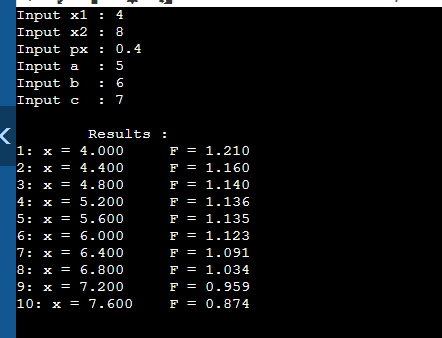 Input x1 : 4
Input x2 : 8
Input px : 0.4
Input a  : 5
Input b  : 6
Input c  : 7
Results :
1: x = 4.000     F = 1.210
2: x = 4.400     F = 1.160
3: x = 4.800     F = 1.140
4: x = 5.200     F = 1.136
5: x = 5.600     F = 1.135
6: x = 6.000     F = 1.123
7: x = 6.400     F = 1.091
8: x = 6.800     F = 1.034
9: x = 7.200     F = 0.959
10: x = 7.600    F = 0.874